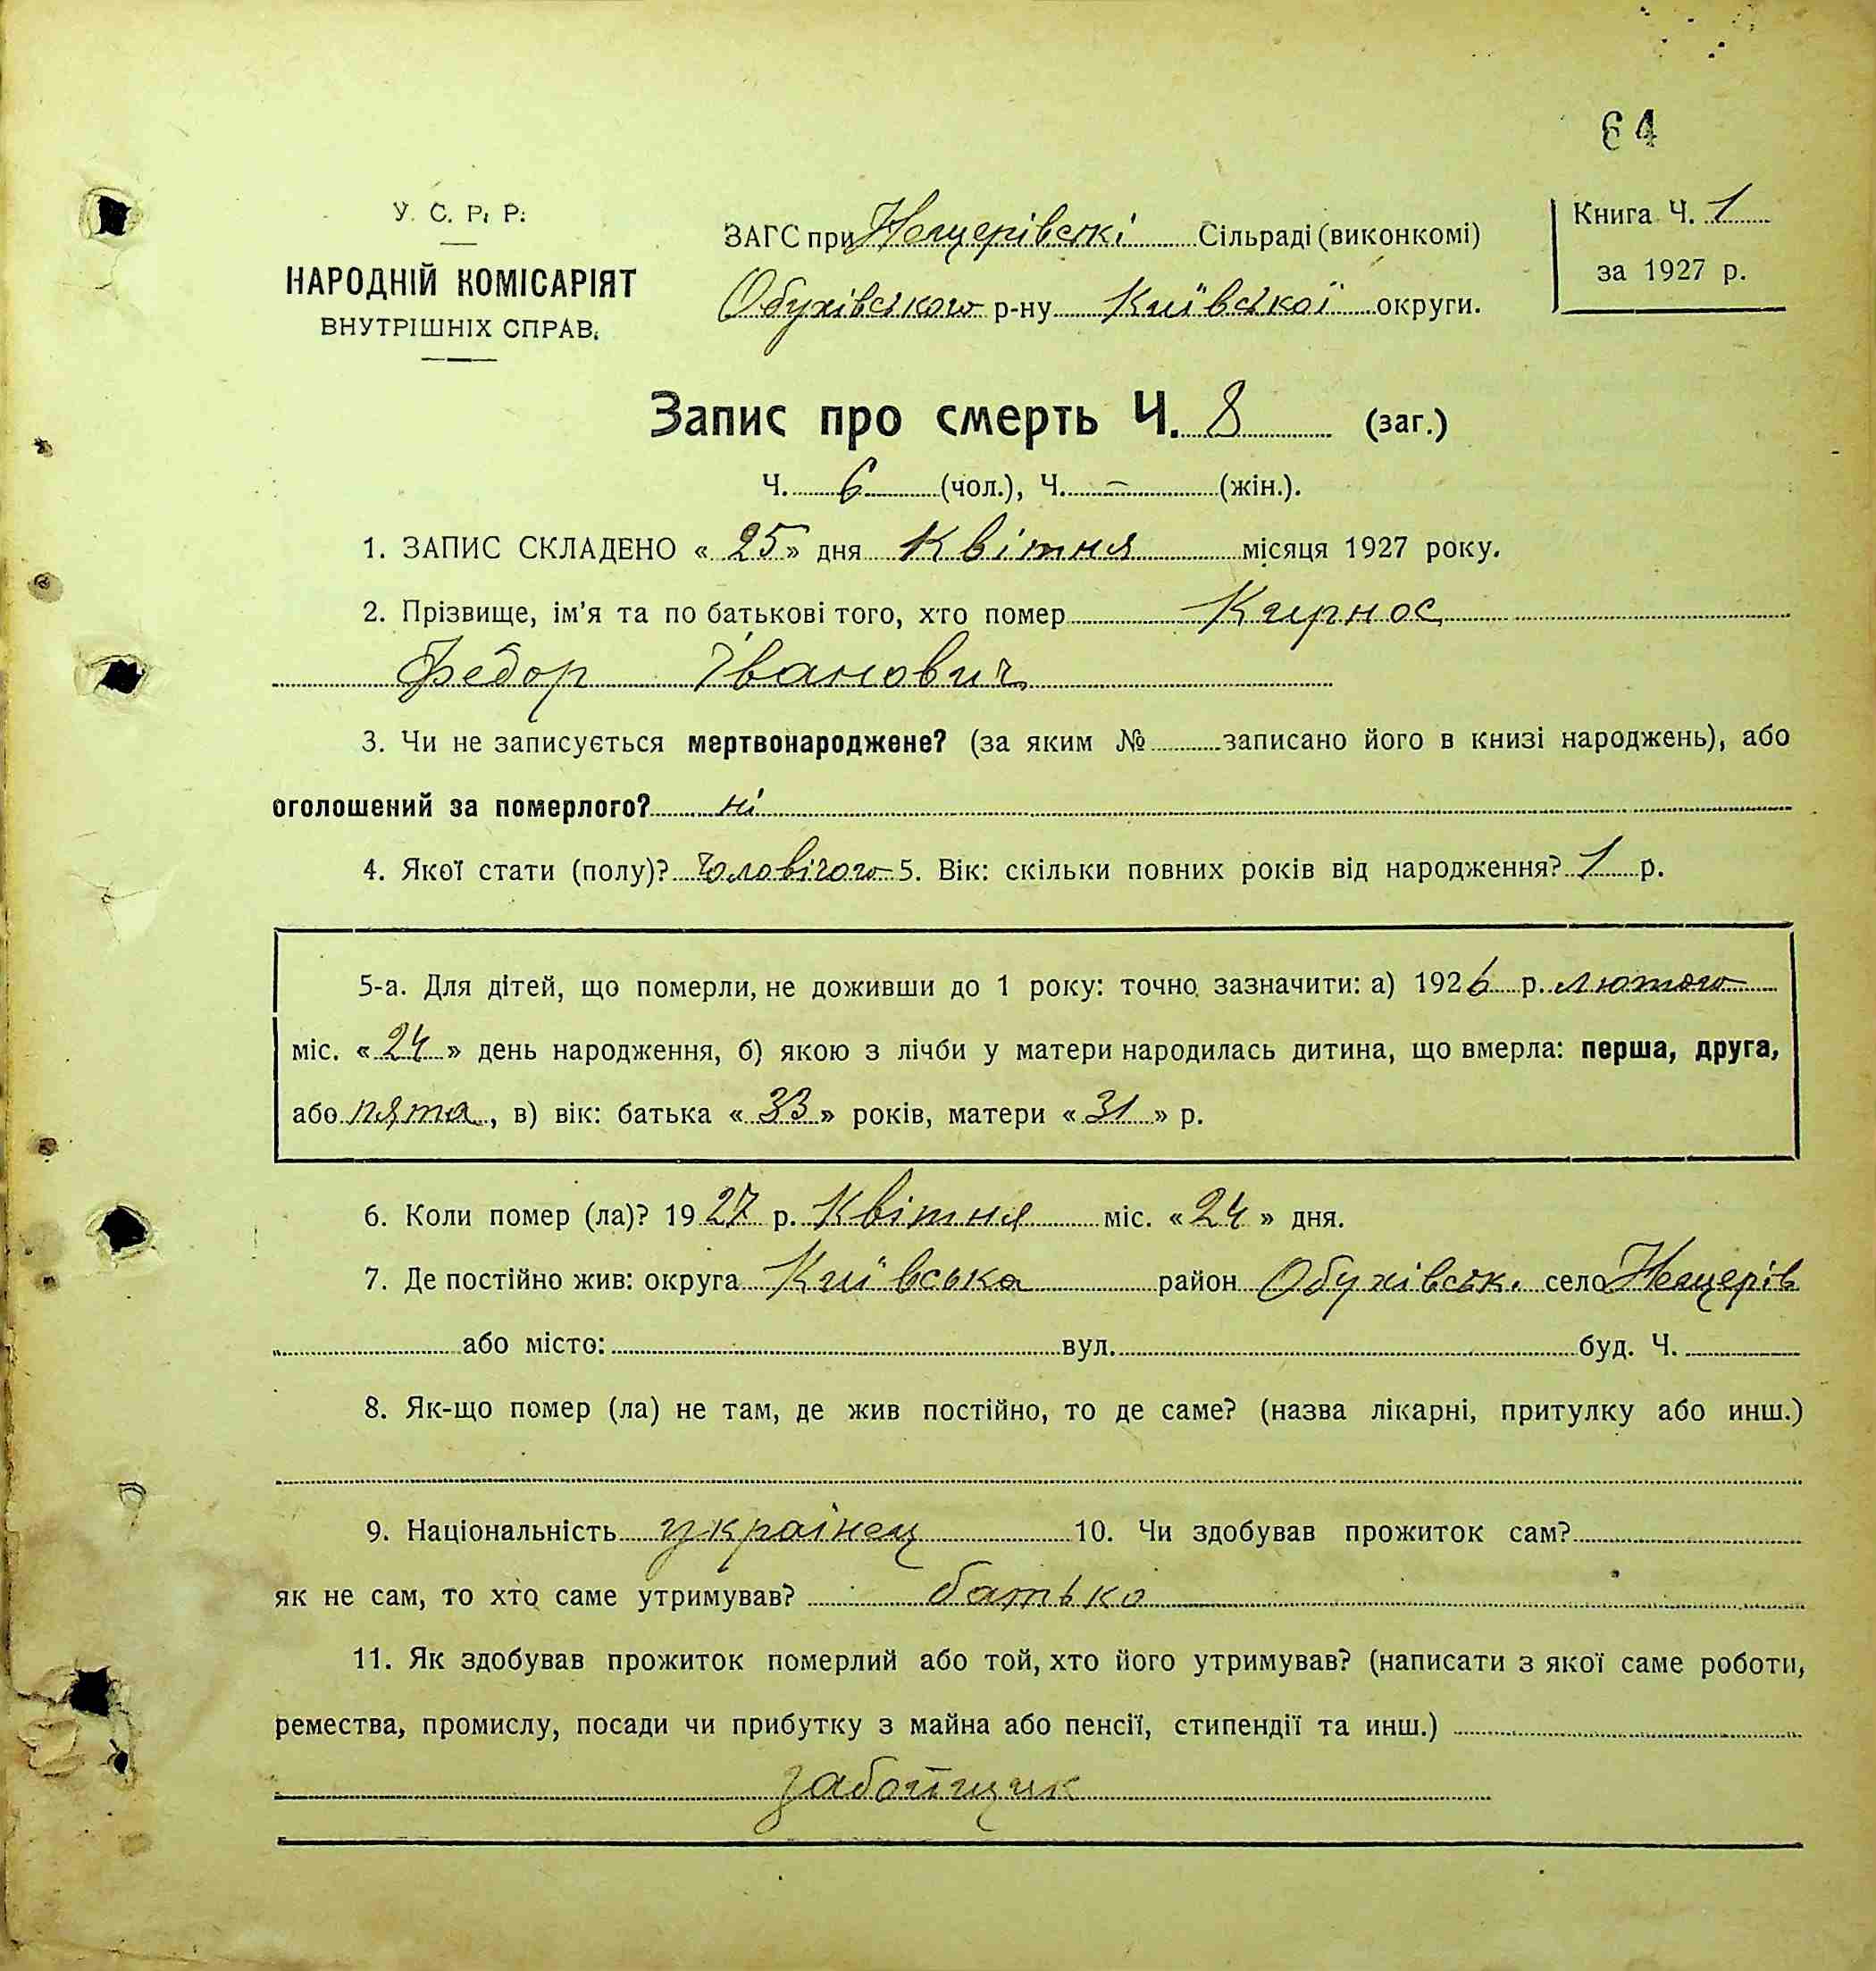 64
У. С. Р. Р.
НАРОДНІЙ КОМІСАРІЯТ
ВНУТРІШНІХ СПРАВ.
ЗАГС при Нещерівскі Сільраді (виконкомі)
Обухівського р-ну Київської округи.
Книга Ч. 1
за 1927 р.
Запис про смерть Ч. 8 (заг.)
Ч. 6 (чол.), Ч. – (жін.).
1. ЗАПИС СКЛАДЕНО « 25 » дня Квітня місяця 1927 року.
2. Прізвище, ім’я та по батькові того, хто помер Кирнос
Федор Іванович
3. Чи не записується мертвонароджене? (за яким № записано його в книзі народжень), або
оголошений за померлого? ні
4. Якої стати (полу)? Чоловічого 5. Вік: скільки повних років від народження? 1 р.
5-а. Для дітей, що померли, не доживши до 1 року: точно зазначити: а) 1926 р. лютого
міс. « 24 » день народження, б) якою з лічби у матери народилась дитина, що вмерла: перша, друга,
або пята, в) вік: батька « 33 » років, матери « 31 » р.
6. Коли помер (ла)? 1927 р. Квітня міс. « 24 » дня.
7. Де постійно жив: округа Київська район Обухівськ. село Нещерів
або місто: вул. буд. Ч.
8. Як-що помер (ла) не там, де жив постійно, то де саме? (назва лікарні, притулку або инш.)
9. Національність українец 10. Чи здобував прожиток сам?
як не сам, то хто саме утримував? батько
11. Як здобував прожиток померлий або той, хто його утримував? (написати з якої саме роботи,
ремества, промислу, посади чи прибутку з майна або пенсії, стипендії та инш.)
забойщик